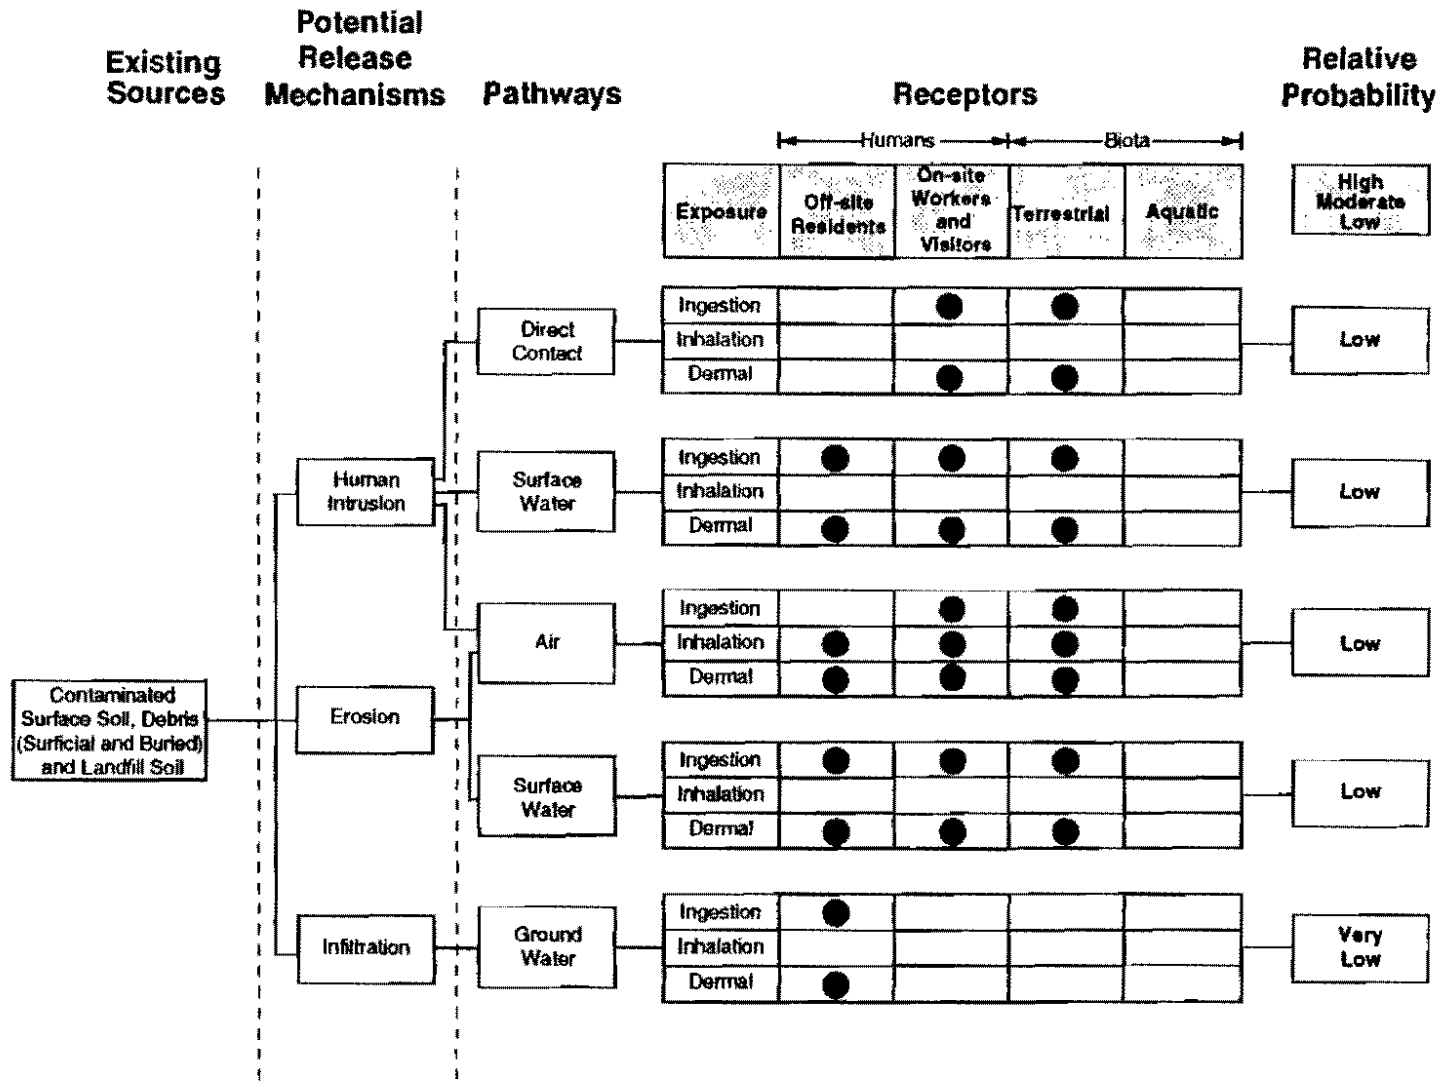 Existing
Sources
Potential
Release
Mechanisms
Pathways
Receptors
Relative
Probability
Humans
Biota
Exposure
Off-site
Residents
On-site
Workers
and
Visitors
Terrestrial
Aquatic
High
Moderate
Low
Contaminated
Surface Soil, Debris
(Surficial and Buried)
and Landfill Soil
Human
Intrusion
Erosion
Infiltration
Direct
Contact
Ingestion
Inhalation
Dermal
Low
Surface
Water
Ingestion
Inhalation
Dermal
Low
Air
Ingestion
Inhalation
Dermal
Low
Surface
Water
Ingestion
Inhalation
Dermal
Low
Ground
Water
Ingestion
Inhalation
Dermal
Very
Low